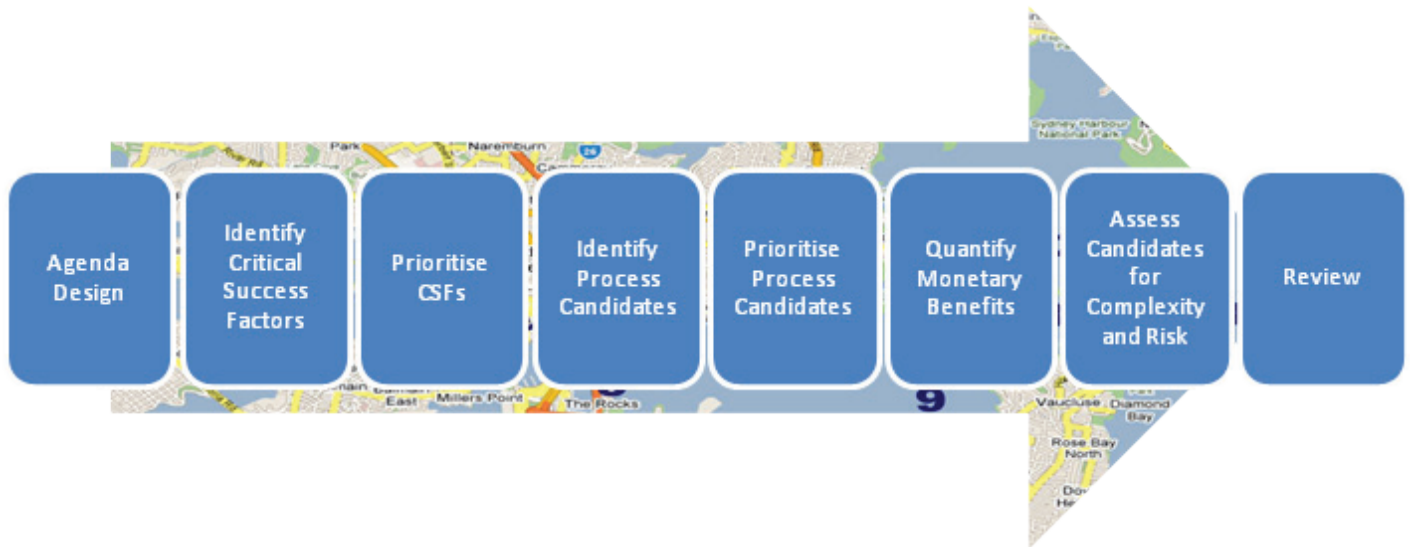 Agenda
Design
Identify
Critical
Success
Factors
Prioritise
CSFs
Identify
Process
Candidates
Prioritise
Process
Candidates
Quantify
Monetary
Benefits
Assess
Candidates
for
Complexity
and Risk
Review
Park
Naremburn
26
Sydney Harbour
National Park
East
Millers Point
The Rocks
9
Vaucluse
Diamond
Bay
Rose Bay
North